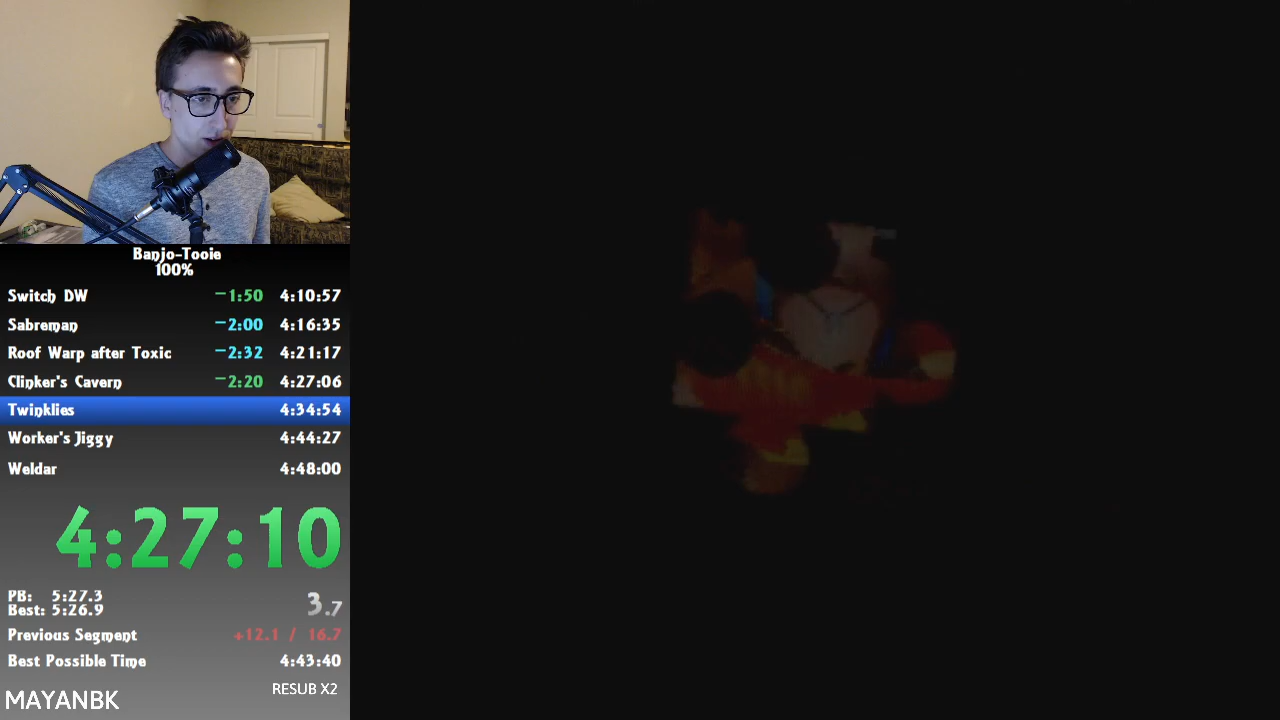 Banjo-Tooie
100%
Switch DW -1:50 4:10:57
Sabreman -2:00 4:16:35
Roof Warp after Toxic -2:32 4:21:17
Clinker's Cavern -2:20 4:27:06
Twinklies 4:34:54
Worker's Jiggy 4:44:27
Weldar 4:48:00
4:27:10
PB: 5:27.3
Best: 5:26.9 3.7
Previous Segment +12.1 / 16.7
Best Possible Time 4:43:40
MAYANBK RESUB X2